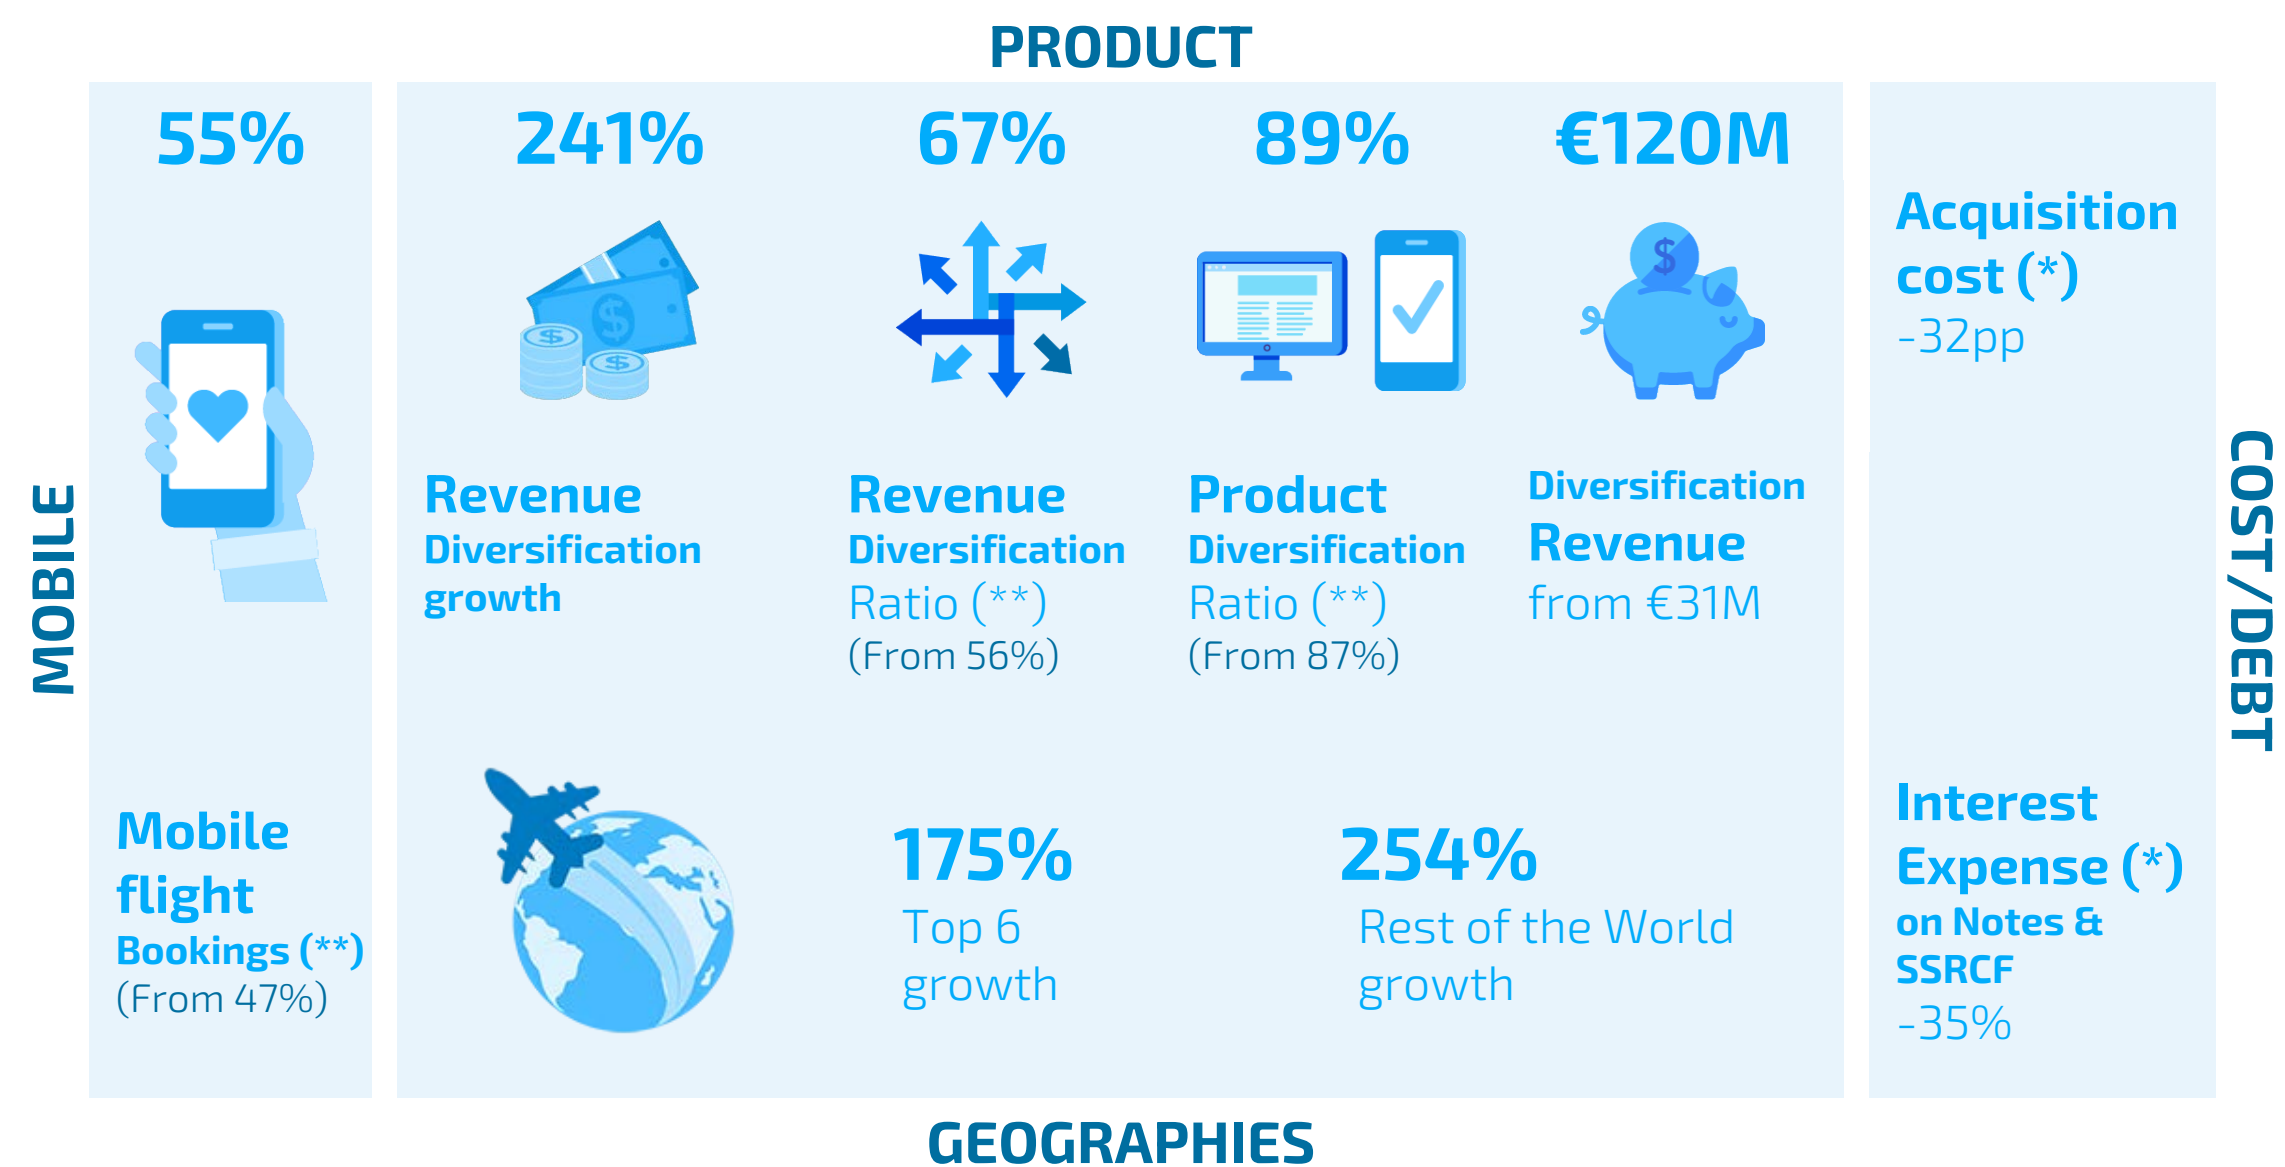 PRODUCT
MOBILE
55%
Mobile
flight
Bookings (**)
(From 47%)
241%
Revenue
Diversification
growth
67%
Revenue
Diversification
Ratio (**)
(From 56%)
89%
Product
Diversification
Ratio (**)
(From 87%)
€120M
Diversification
Revenue
from €31M
175%
Top 6
growth
254%
Rest of the World
growth
Acquisition
cost (*)
-32pp
Interest
Expense (*)
on Notes &
SSRCF
-35%
COST/DEBT
GEOGRAPHIES